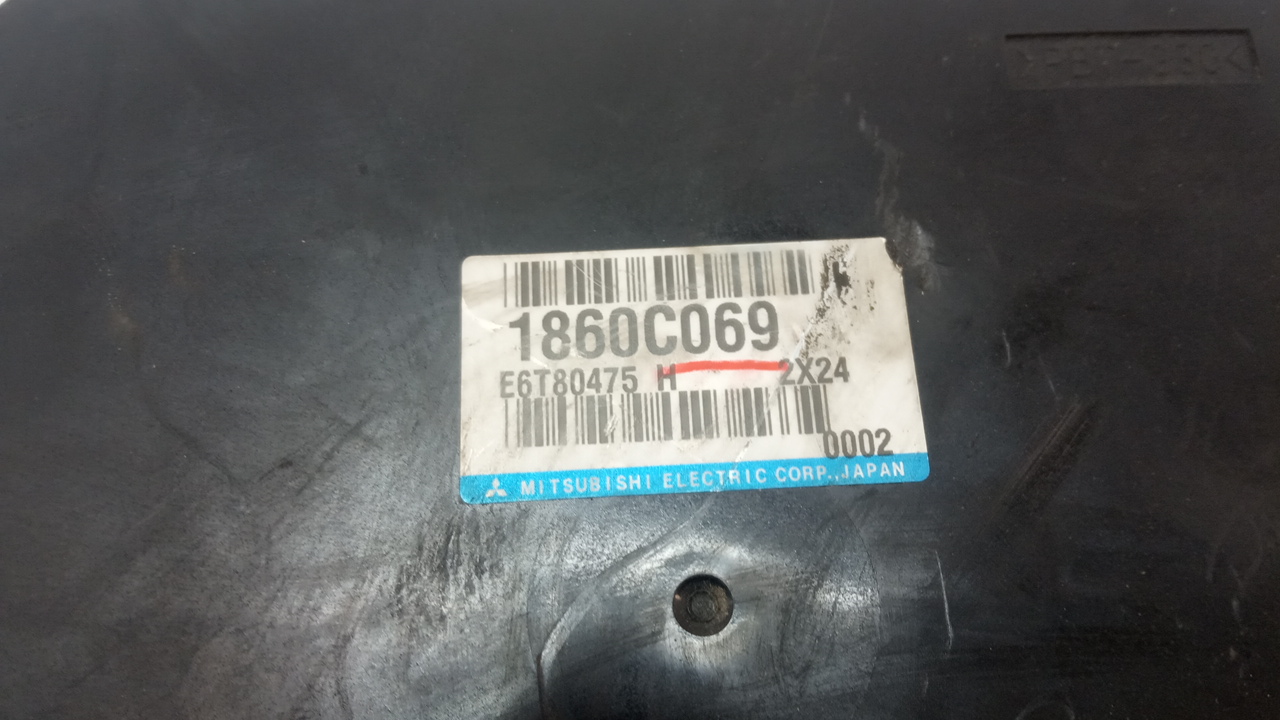 1860C069
E6T80475 H 2X24
0002
MITSUBISHI ELECTRIC CORP.,JAPAN